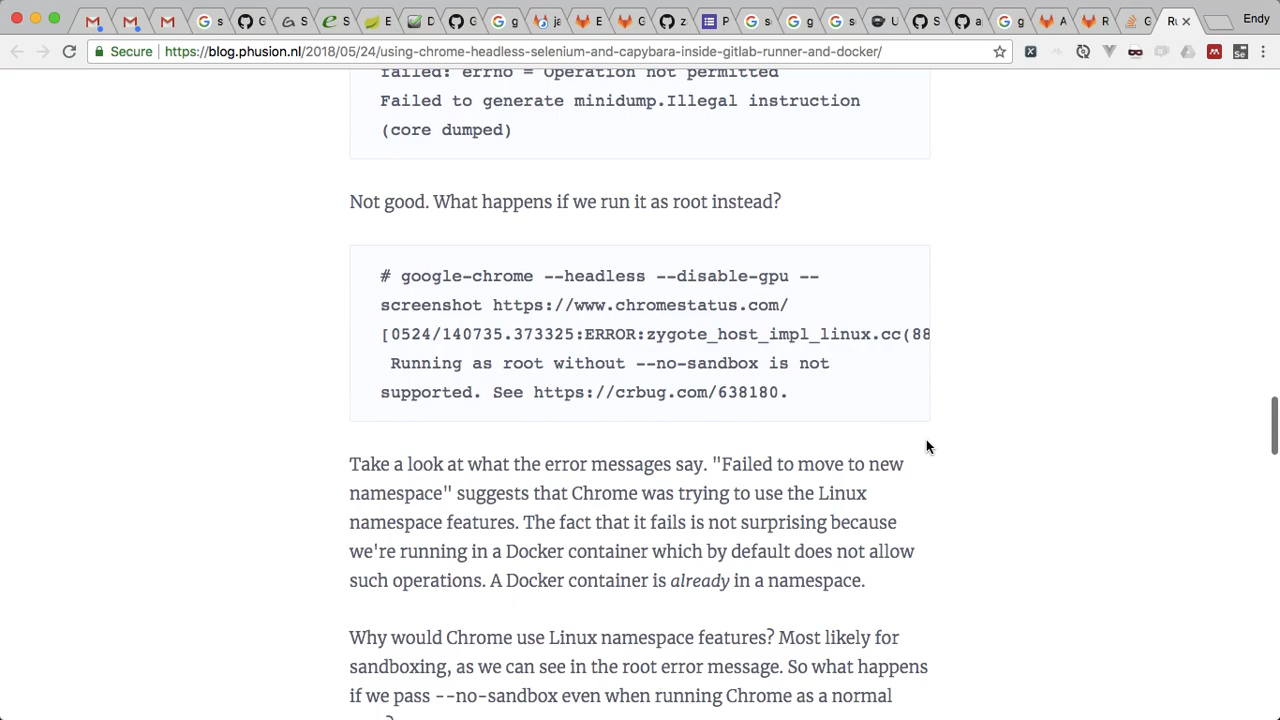 s
G
S
S
E
D
G
g
ja
E
G
z
P
s
g
s
U
S
a
g
A
R
G
Ru
Endy
Secure
https://blog.phusion.nl/2018/05/24/using-chrome-headless-selenium-and-capybara-inside-gitlab-runner-and-docker/
failed: errno = Operation not permitted
Failed to generate minidump.Illegal instruction
(core dumped)
Not good. What happens if we run it as root instead?
# google-chrome --headless --disable-gpu --
screenshot https://www.chromestatus.com/
[0524/140735.373325:ERROR:zygote_host_impl_linux.cc(88
Running as root without --no-sandbox is not
supported. See https://crbug.com/638180.
Take a look at what the error messages say. "Failed to move to new
namespace" suggests that Chrome was trying to use the Linux
namespace features. The fact that it fails is not surprising because
we're running in a Docker container which by default does not allow
such operations. A Docker container is already in a namespace.
Why would Chrome use Linux namespace features? Most likely for
sandboxing, as we can see in the root error message. So what happens
if we pass --no-sandbox even when running Chrome as a normal